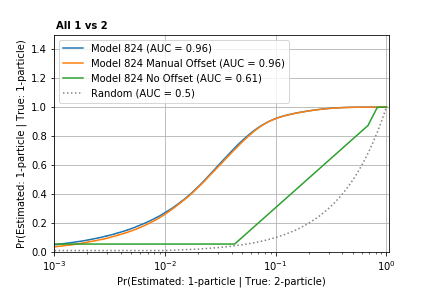 All 1 vs 2
Model 824 (AUC = 0.96)
Model 824 Manual Offset (AUC = 0.96)
Model 824 No Offset (AUC = 0.61)
Random (AUC = 0.5)
Pr(Estimated: 1-particle | True: 1-particle)
1.4
1.2
1.0
0.8
0.6
0.4
0.2
0.0
10⁻³
10⁻²
10⁻¹
10⁰
Pr(Estimated: 1-particle | True: 2-particle)